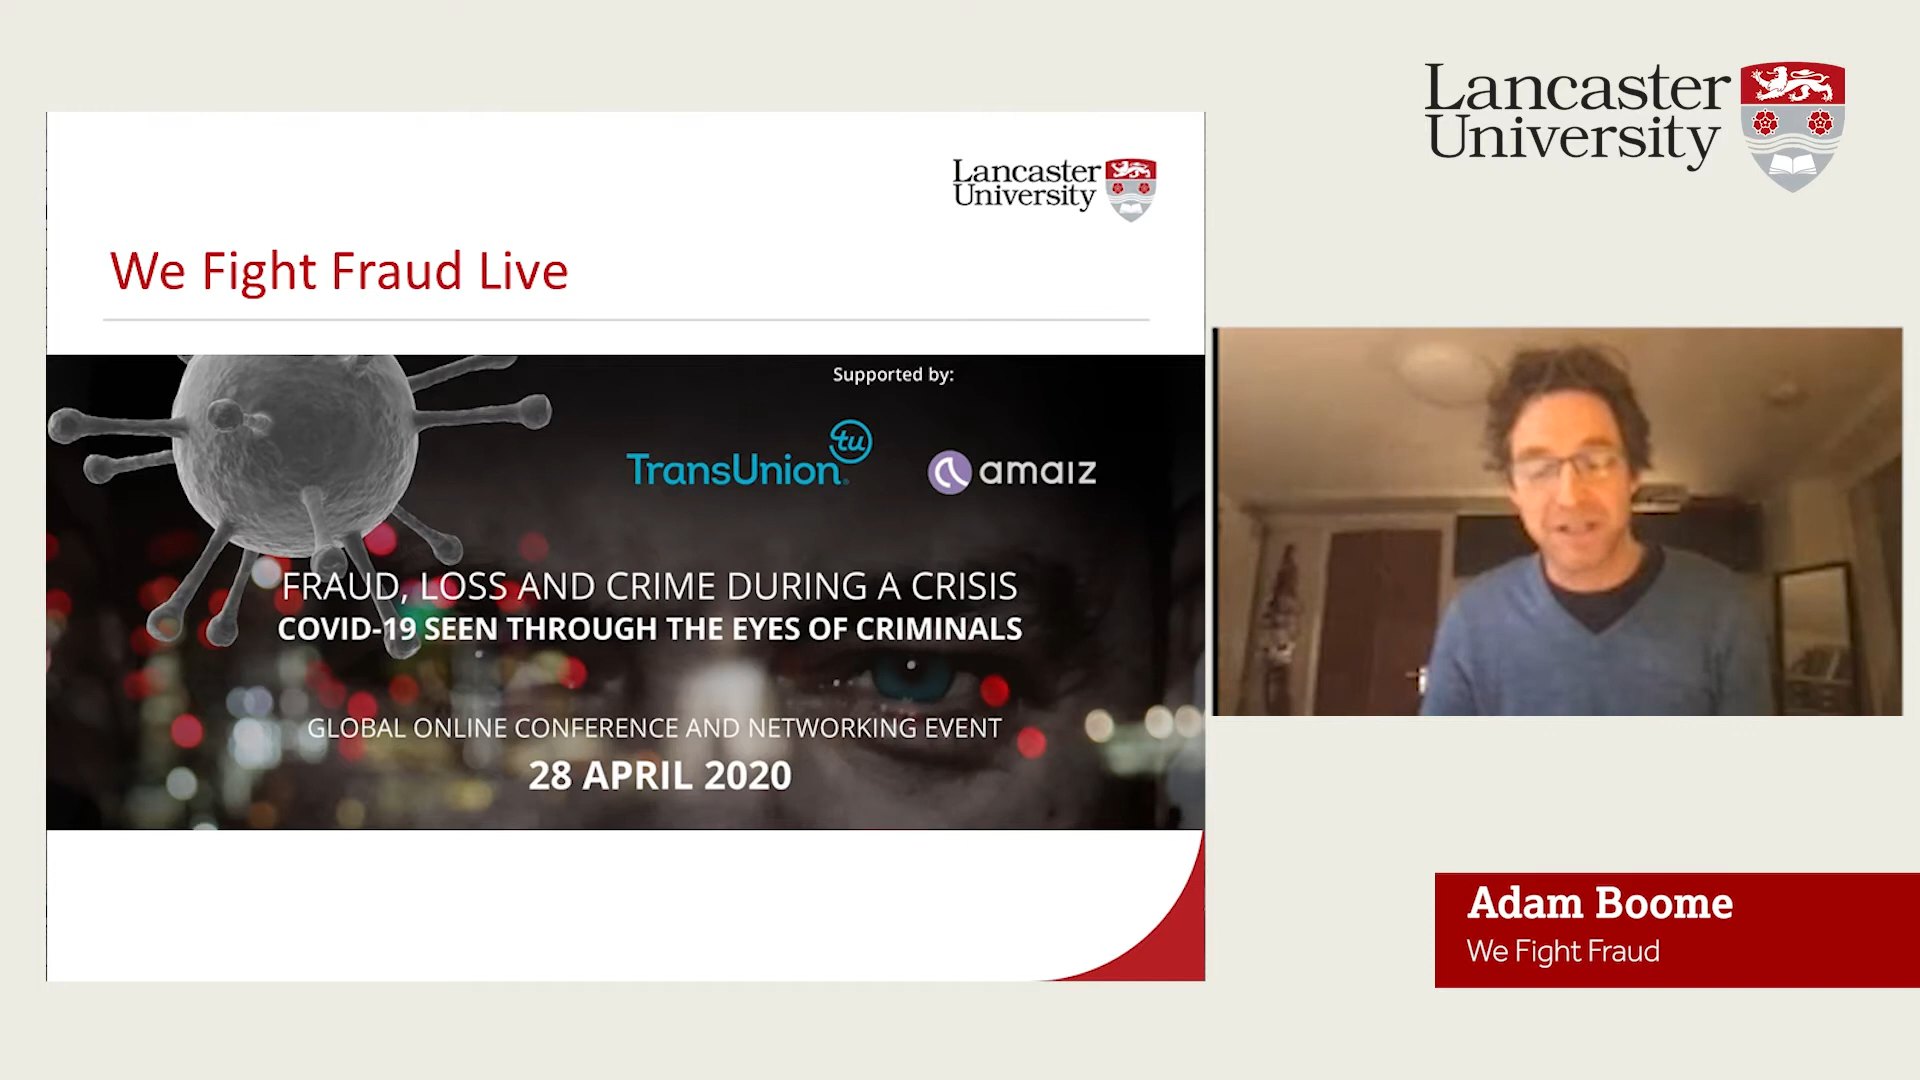 Lancaster
University
Lancaster
University
We Fight Fraud Live
Supported by:
TransUnion tu
amaiz
FRAUD, LOSS AND CRIME DURING A CRISIS
COVID-19 SEEN THROUGH THE EYES OF CRIMINALS
GLOBAL ONLINE CONFERENCE AND NETWORKING EVENT
28 APRIL 2020
Adam Boome
We Fight Fraud